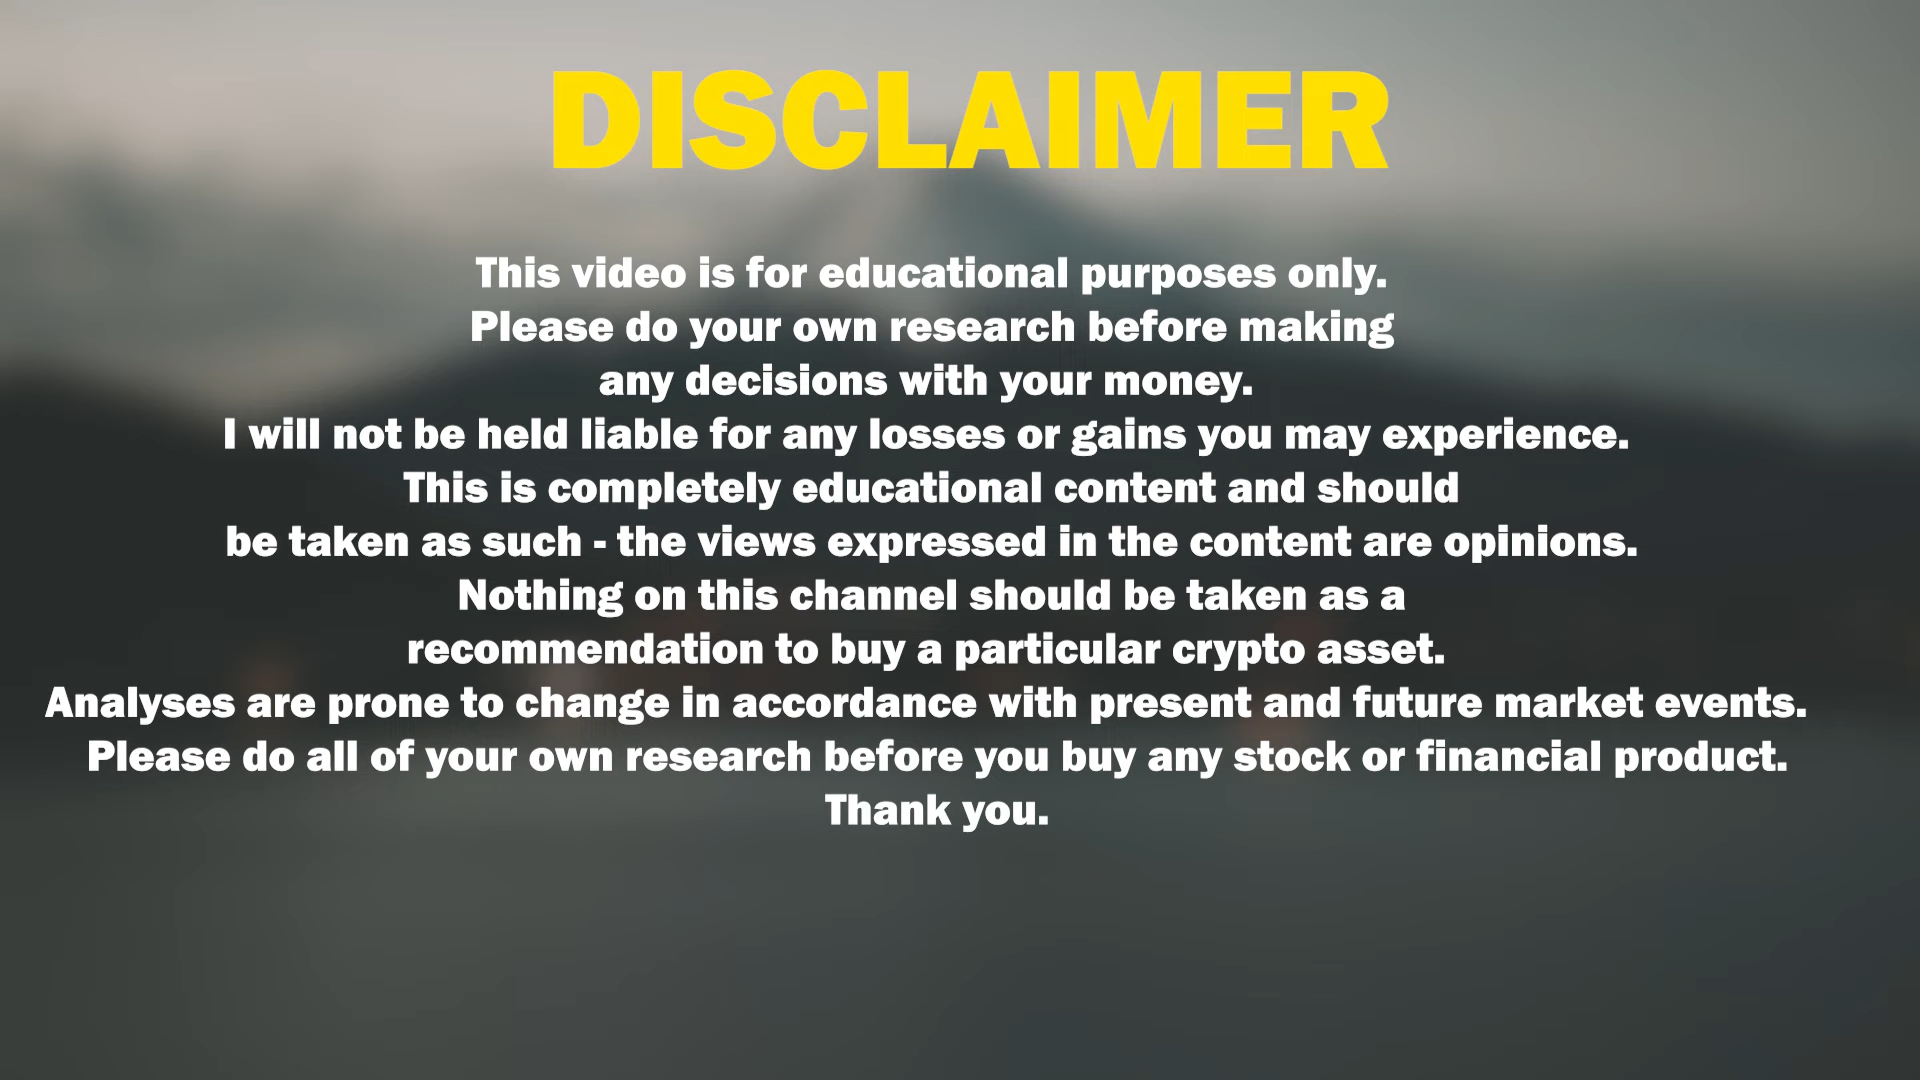 DISCLAIMER
This video is for educational purposes only.
Please do your own research before making
any decisions with your money.
I will not be held liable for any losses or gains you may experience.
This is completely educational content and should
be taken as such - the views expressed in the content are opinions.
Nothing on this channel should be taken as a
recommendation to buy a particular crypto asset.
Analyses are prone to change in accordance with present and future market events.
Please do all of your own research before you buy any stock or financial product.
Thank you.